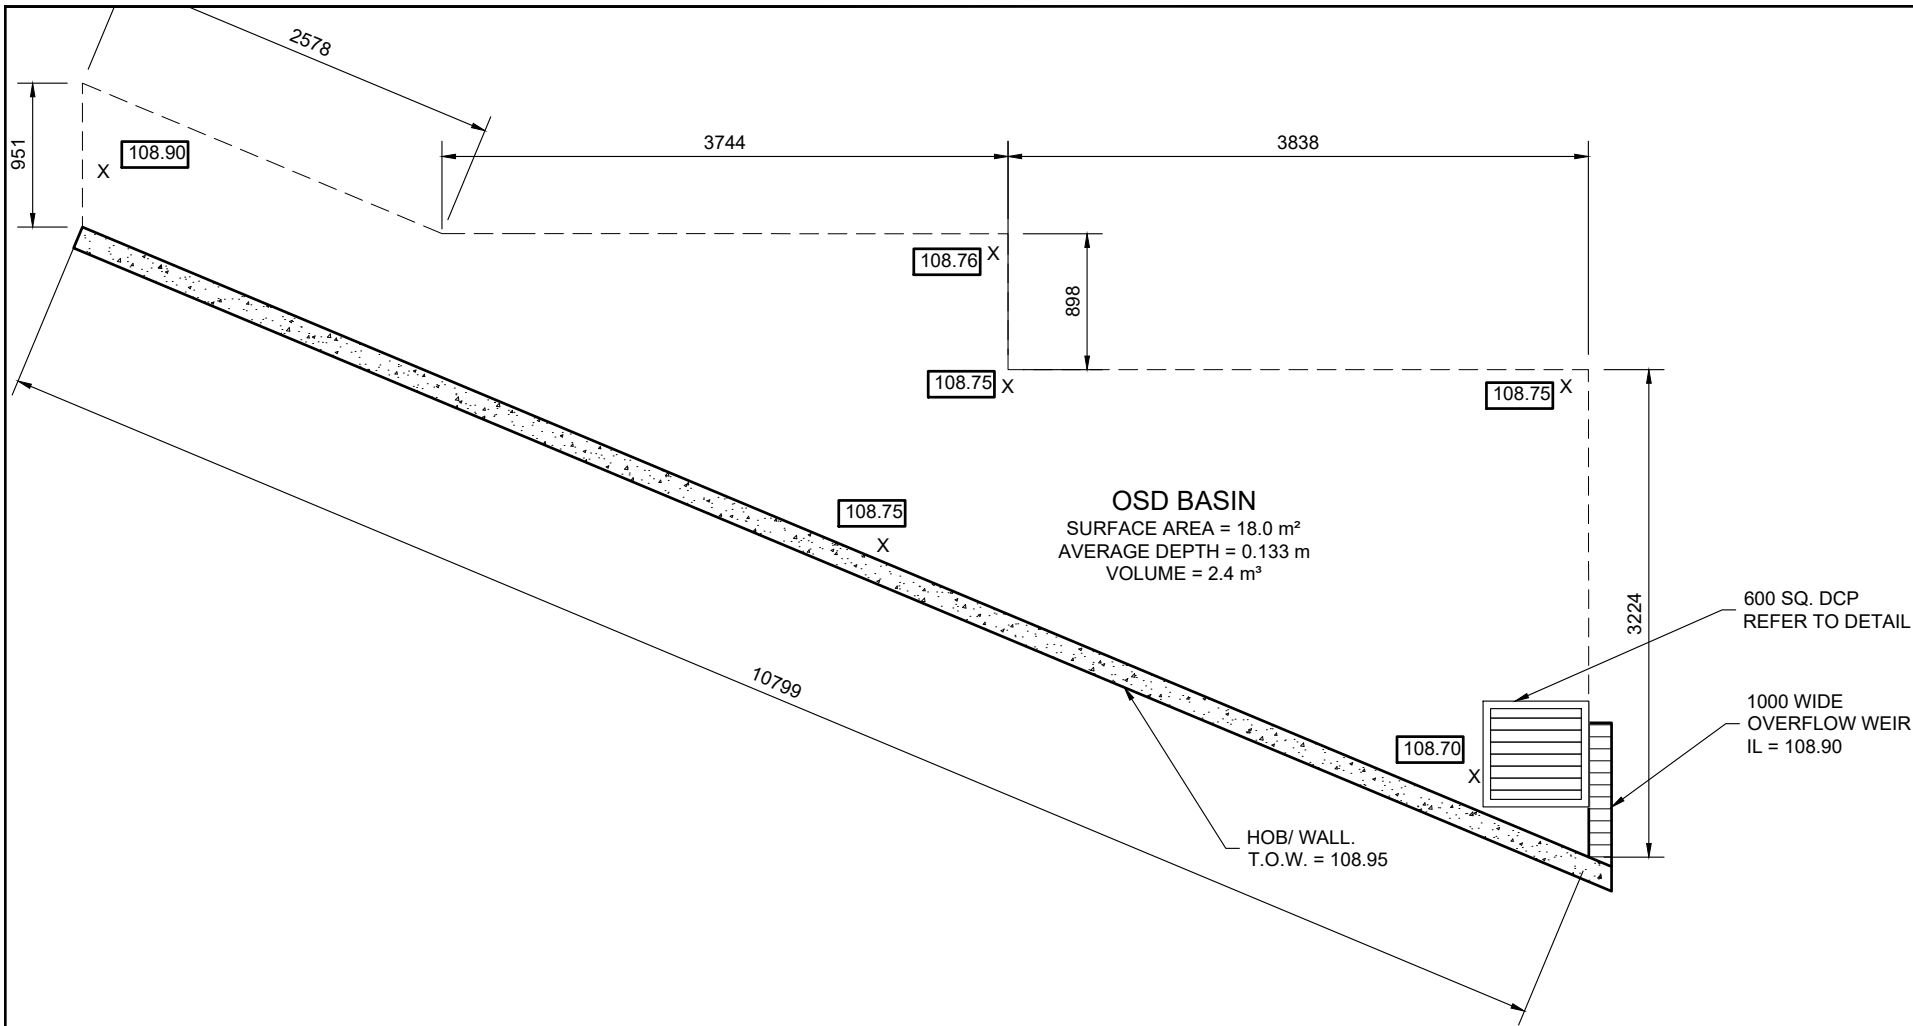 2578
951
108.90
X
3744
3838
108.76
X
898
108.75
X
108.75
X
108.75
X
OSD BASIN
SURFACE AREA = 18.0 m²
AVERAGE DEPTH = 0.133 m
VOLUME = 2.4 m³
3224
600 SQ. DCP
REFER TO DETAIL
10799
1000 WIDE
OVERFLOW WEIR
IL = 108.90
108.70
X
HOB/ WALL.
T.O.W. = 108.95